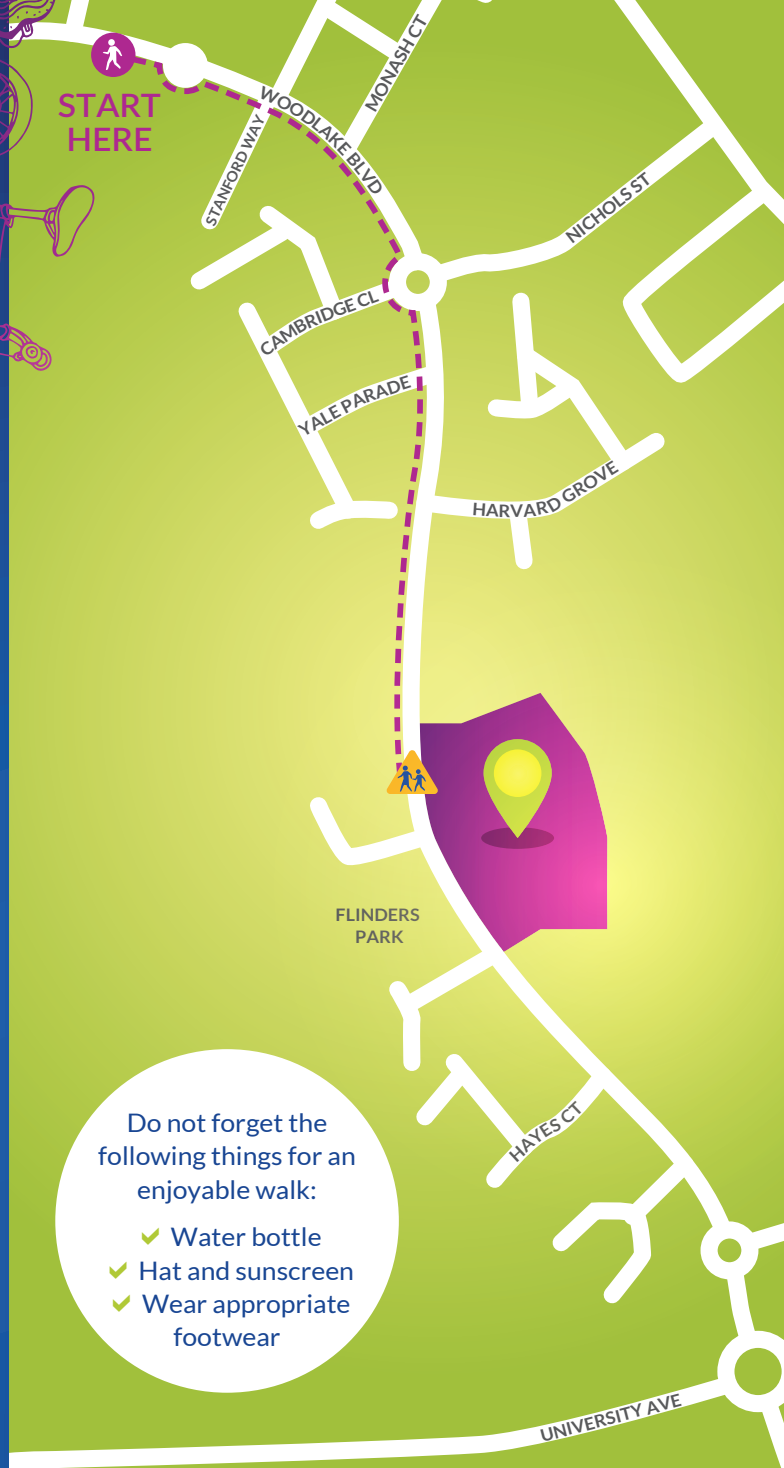 START
HERE
WOODLAKE BLVD
MONASH CT
STANFORD WAY
NICHOLS ST
CAMBRIDGE CL
YALE PARADE
HARVARD GROVE
FLINDERS
PARK
HAYES CT
Do not forget the
following things for an
enjoyable walk:
Water bottle
Hat and sunscreen
Wear appropriate
footwear
UNIVERSITY AVE